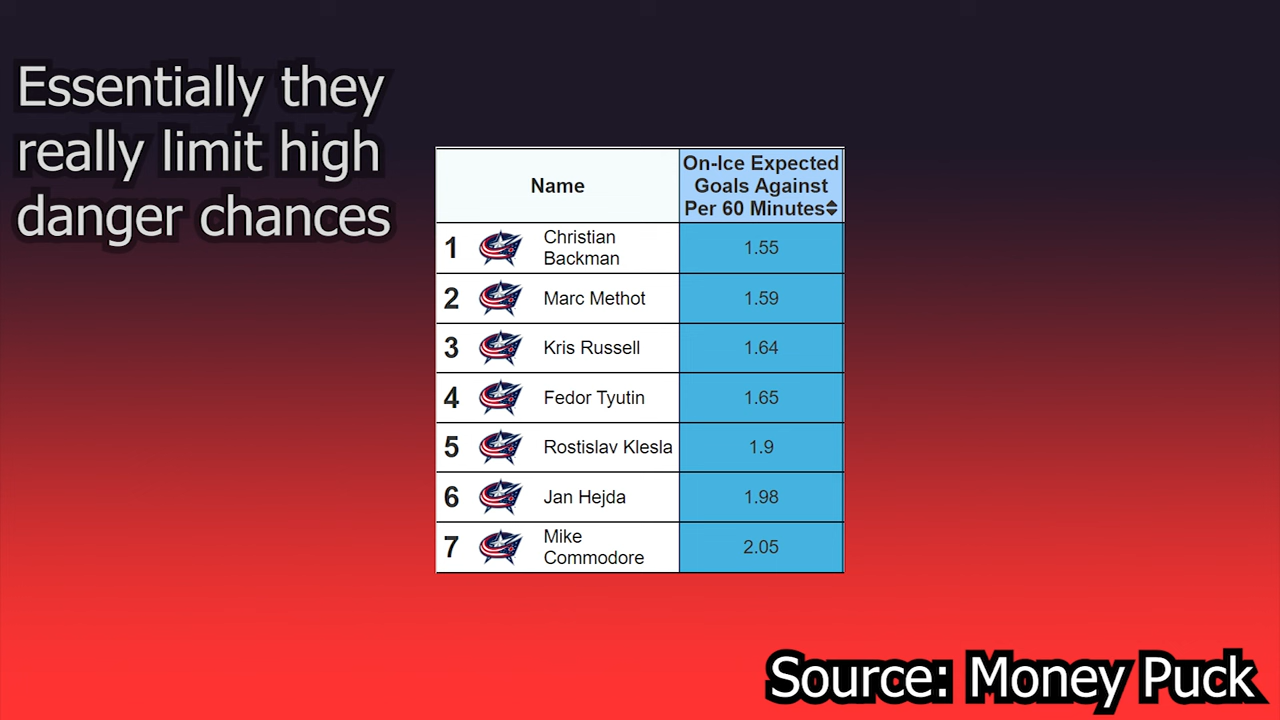 Essentially they
really limit high
danger chances
Name
On-Ice Expected
Goals Against
Per 60 Minutes
1 Christian
Backman 1.55
2 Marc Methot 1.59
3 Kris Russell 1.64
4 Fedor Tyutin 1.65
5 Rostislav Klesla 1.9
6 Jan Hejda 1.98
7 Mike
Commodore 2.05
Source: Money Puck